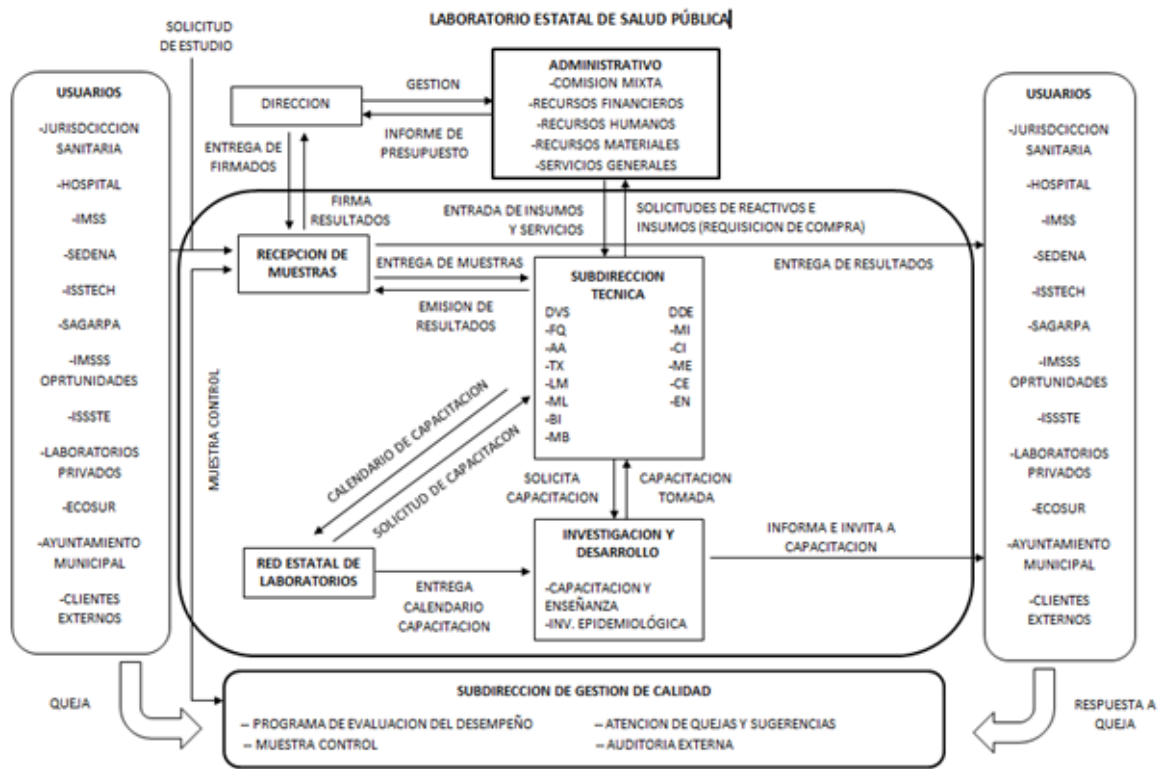 LABORATORIO ESTATAL DE SALUD PÚBLICA
SOLICITUD
DE ESTUDIO
USUARIOS
-JURISDCICCION
SANITARIA
-HOSPITAL
-IMSS
-SEDENA
-ISSTECH
-SAGARPA
-IMSSS
OPRTUNIDADES
-ISSSTE
-LABORATORIOS
PRIVADOS
-ECOSUR
-AYUNTAMIENTO
MUNICIPAL
-CLIENTES
EXTERNOS
DIRECCION
GESTION
INFORME DE
PRESUPUESTO
ADMINISTRATIVO
-COMISION MIXTA
-RECURSOS FINANCIEROS
-RECURSOS HUMANOS
-RECURSOS MATERIALES
-SERVICIOS GENERALES
ENTREGA DE
FIRMADOS
FIRMA
RESULTADOS
ENTRADA DE INSUMOS
Y SERVICIOS
SOLICITUDES DE REACTIVOS E
INSUMOS (REQUISICION DE COMPRA)
RECEPCION DE
MUESTRAS
ENTREGA DE MUESTRAS
EMISION DE
RESULTADOS
ENTREGA DE RESULTADOS
SUBDIRECCION
TECNICA
DVS
-FQ
-AA
-TX
-LM
-ML
-BI
-MB
DDE
-MI
-CI
-ME
-CE
-EN
MUESTRA CONTROL
CALENDARIO DE CAPACITACION
SOLICITUD DE CAPACITACON
SOLICITA
CAPACITACION
CAPACITACION
TOMADA
RED ESTATAL DE
LABORATORIOS
ENTREGA
CALENDARIO
CAPACITACION
INVESTIGACION Y
DESARROLLO
-CAPACITACION Y
ENSEÑANZA
-INV. EPIDEMIOLÓGICA
INFORMA E INVITA A
CAPACITACION
USUARIOS
-JURISDCICCION
SANITARIA
-HOSPITAL
-IMSS
-SEDENA
-ISSTECH
-SAGARPA
-IMSSS
OPRTUNIDADES
-ISSSTE
-LABORATORIOS
PRIVADOS
-ECOSUR
-AYUNTAMIENTO
MUNICIPAL
-CLIENTES
EXTERNOS
QUEJA
SUBDIRECCION DE GESTION DE CALIDAD
-- PROGRAMA DE EVALUACION DEL DESEMPEÑO
-- MUESTRA CONTROL
-- ATENCION DE QUEJAS Y SUGERENCIAS
-- AUDITORIA EXTERNA
RESPUESTA A
QUEJA